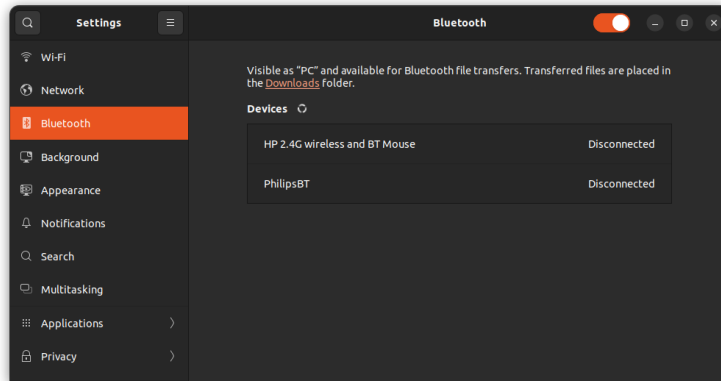 Settings
Bluetooth
Wi-Fi
Network
Bluetooth
Background
Appearance
Notifications
Search
Multitasking
Applications
Privacy
Visible as “PC” and available for Bluetooth file transfers. Transferred files are placed in
the Downloads folder.
Devices
HP 2.4G wireless and BT Mouse Disconnected
PhilipsBT Disconnected